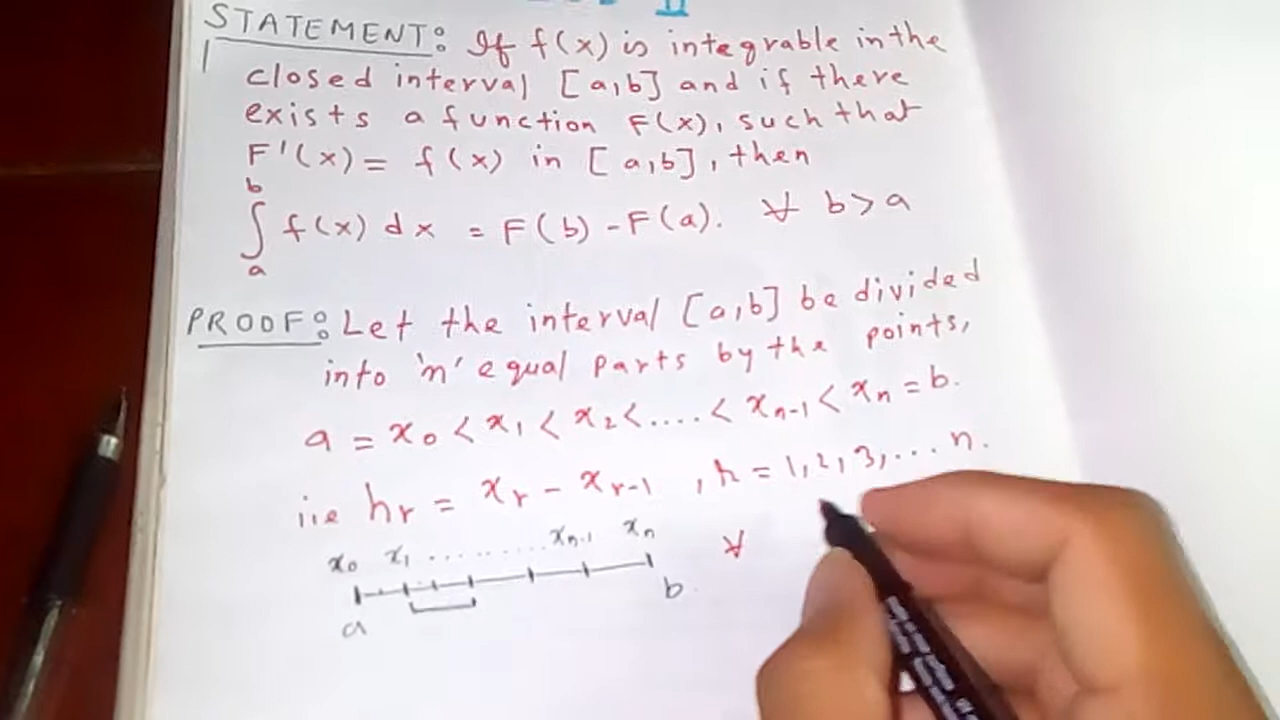 STATEMENT: If f(x) is integrable in the
closed interval [a,b] and if there
exists a function F(x), such that
F'(x) = f(x) in [a,b], then
∫ₐᵇ f(x) dx = F(b) - F(a). ∀ b>a
PROOF: Let the interval [a,b] be divided
into 'n' equal parts by the points,
a = x₀ < x₁ < x₂ < .... < xₙ₋₁ < xₙ = b.
i.e hᵣ = xᵣ - xᵣ₋₁ , r = 1, 2, 3, ... n.
x₀ x₁ ......... xₙ₋₁ xₙ ∀
a b